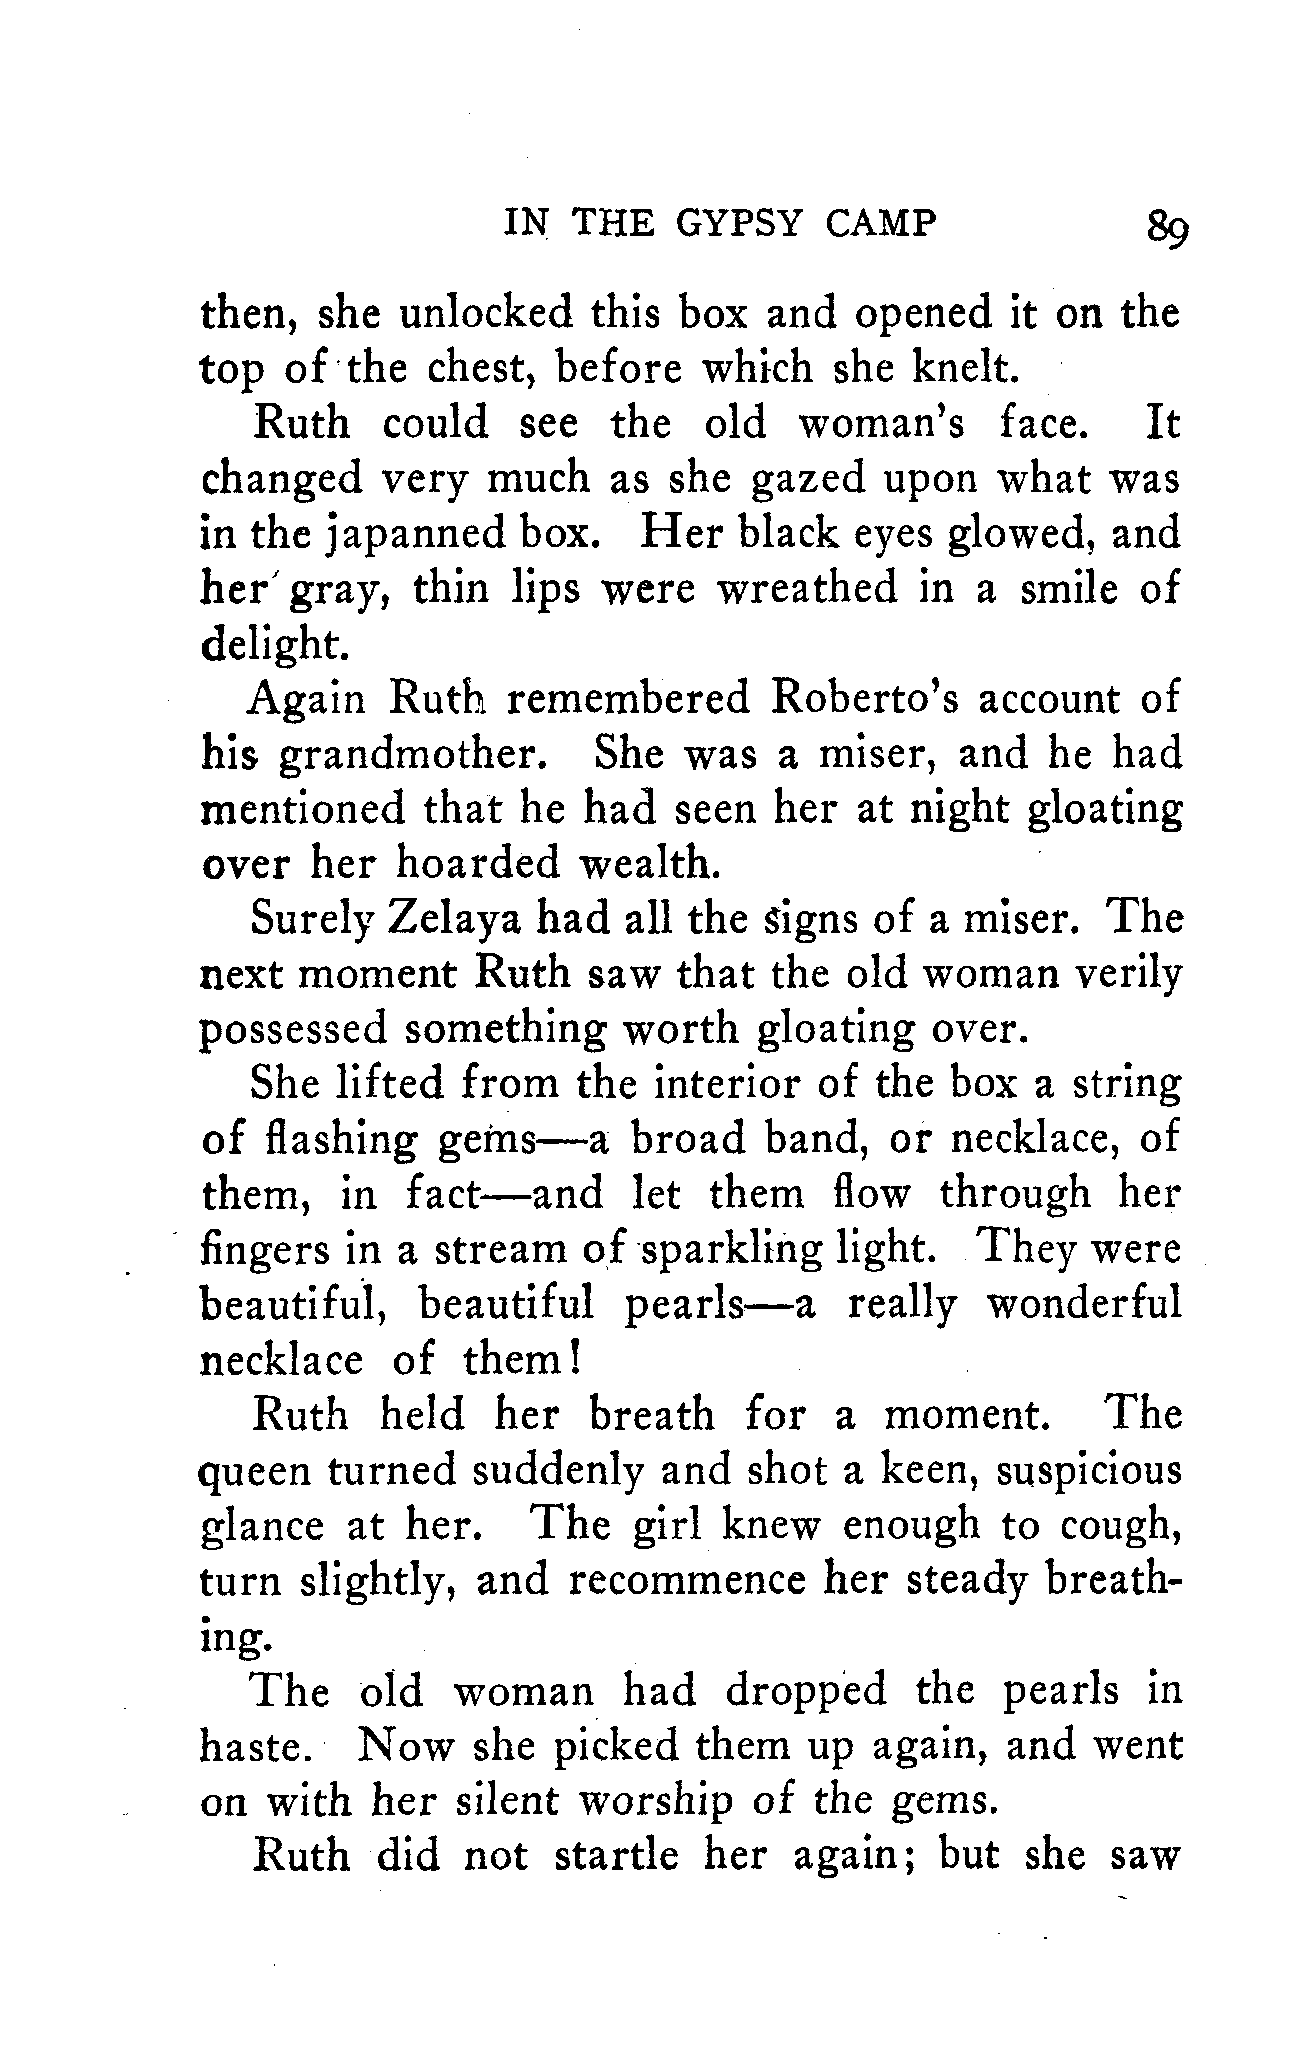 IN THE GYPSY CAMP 89
then, she unlocked this box and opened it on the
top of the chest, before which she knelt.
Ruth could see the old woman's face. It
changed very much as she gazed upon what was
in the japanned box. Her black eyes glowed, and
her gray, thin lips were wreathed in a smile of
delight.
Again Ruth remembered Roberto's account of
his grandmother. She was a miser, and he had
mentioned that he had seen her at night gloating
over her hoarded wealth.
Surely Zelaya had all the signs of a miser. The
next moment Ruth saw that the old woman verily
possessed something worth gloating over.
She lifted from the interior of the box a string
of flashing gems—a broad band, or necklace, of
them, in fact—and let them flow through her
fingers in a stream of sparkling light. They were
beautiful, beautiful pearls—a really wonderful
necklace of them!
Ruth held her breath for a moment. The
queen turned suddenly and shot a keen, suspicious
glance at her. The girl knew enough to cough,
turn slightly, and recommence her steady breath-
ing.
The old woman had dropped the pearls in
haste. Now she picked them up again, and went
on with her silent worship of the gems.
Ruth did not startle her again; but she saw